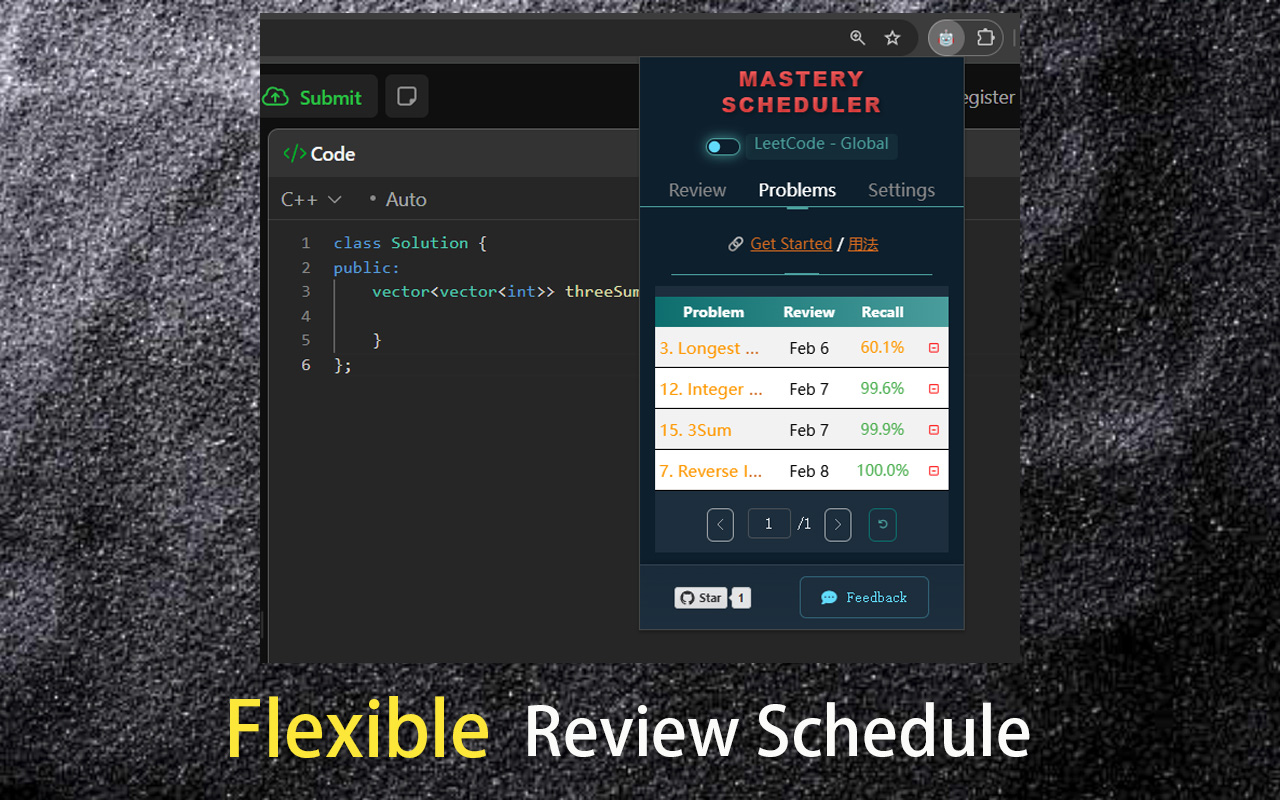 Submit
</> Code
C++ • Auto
1 class Solution {
2 public:
3 vector<vector<int>> threeSum
4
5 }
6 };
MASTERY
SCHEDULER
egister
LeetCode - Global
Review Problems Settings
Get Started / 用法
Problem Review Recall
3. Longest ... Feb 6 60.1%
12. Integer ... Feb 7 99.6%
15. 3Sum Feb 7 99.9%
7. Reverse I... Feb 8 100.0%
1 /1
Star 1
Feedback
Flexible Review Schedule